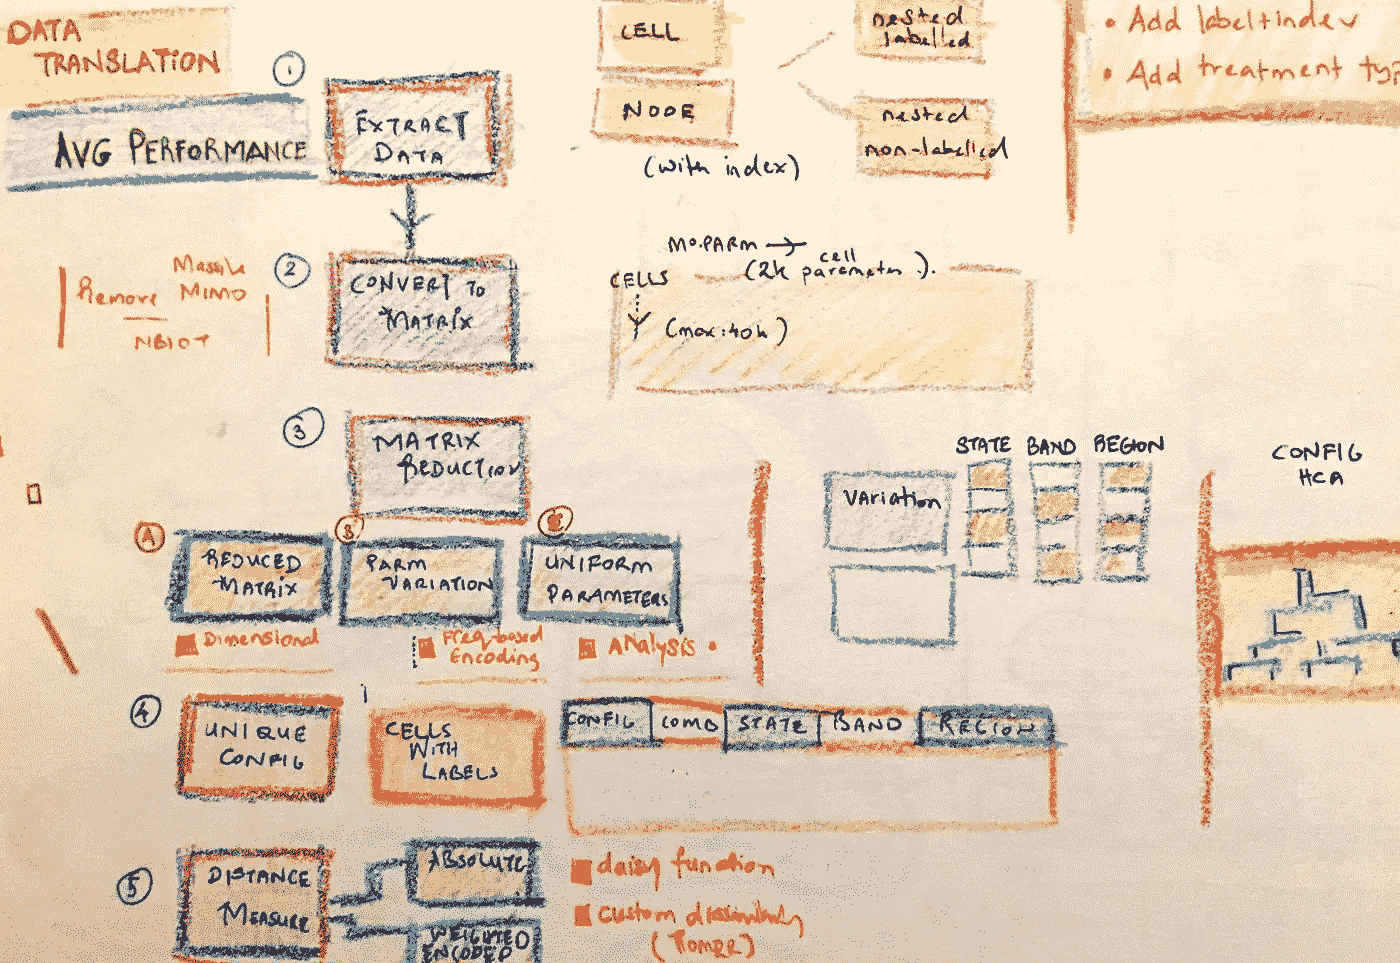 DATA
TRANSLATION
AVG PERFORMANCE
1
EXTRACT
DATA
CELL
NODE
(with index)
nested
labelled
nested
non-labelled
• Add label+index
• Add treatment typ
Remove
Massive
MIMO
NBIOT
2
CONVERT TO
MATRIX
MO.PARM →
(2k cell parameter).
CELLS
(max:40k)
3
MATRIX
REDUCTION
A
REDUCED
MATRIX
Dimensional
B
PARM
VARIATION
Freq-based
Encoding
C
UNIFORM
PARAMETERS
Analysis •
Variation
STATE BAND REGION
CONFIG
HCA
4
UNIQUE
CONFIG
CELLS
WITH
LABELS
CONFIG COMB STATE BAND REGION
5
DISTANCE
MEASURE
ABSOLUTE
WEIGHTED
ENCODED
daisy function
Custom dissimilarity